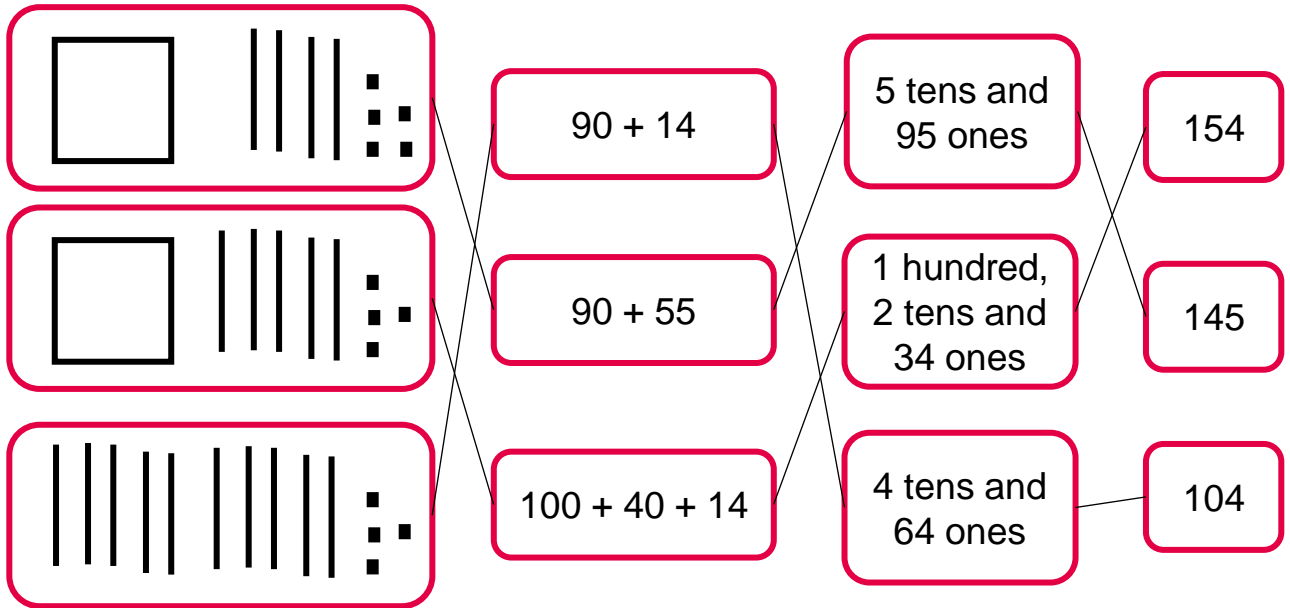 90 + 14
90 + 55
100 + 40 + 14
5 tens and
95 ones
1 hundred,
2 tens and
34 ones
4 tens and
64 ones
154
145
104